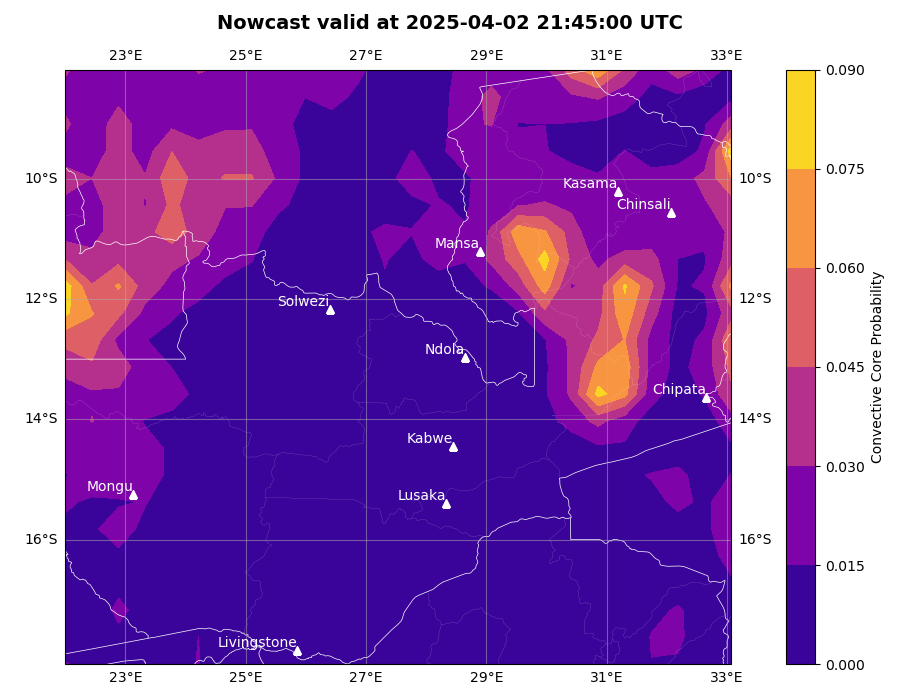 Nowcast valid at 2025-04-02 21:45:00 UTC
23°E 25°E 27°E 29°E 31°E 33°E
0.090
0.075
0.060
0.045
0.030
0.015
0.000
Convective Core Probability
10°S 10°S
12°S 12°S
14°S 14°S
16°S 16°S
Kasama
Chinsali
Mansa
Solwezi
Ndola
Chipata
Kabwe
Mongu
Lusaka
Livingstone
23°E 25°E 27°E 29°E 31°E 33°E